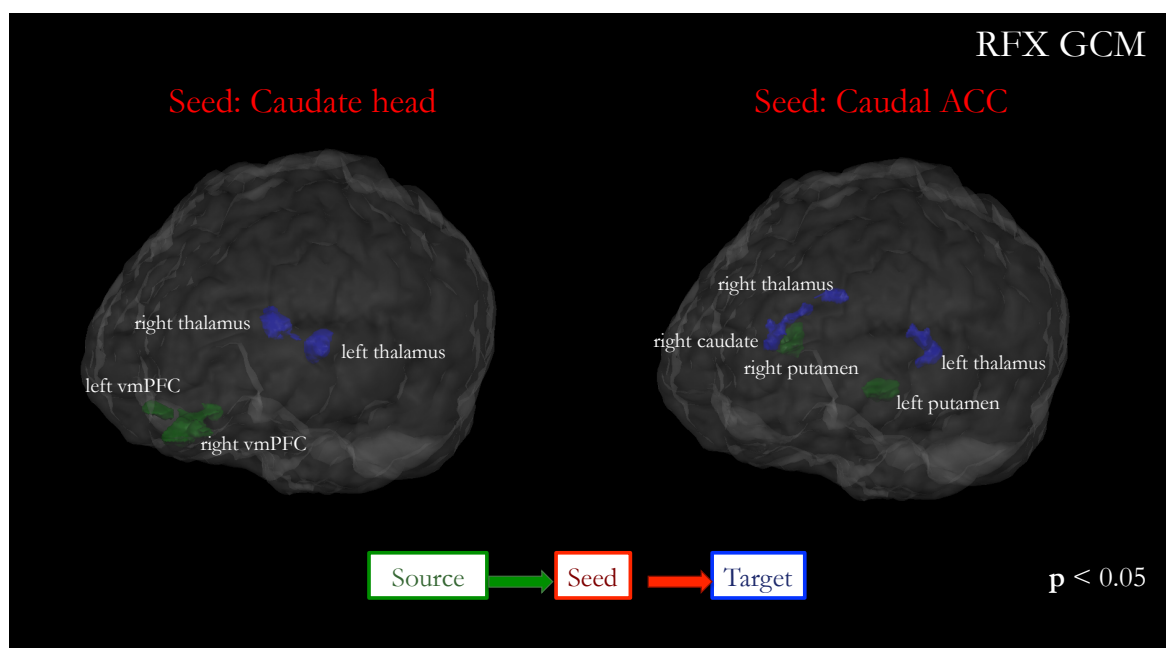 RFX GCM
Seed: Caudate head
Seed: Caudal ACC
right thalamus
left thalamus
left vmPFC
right vmPFC
right thalamus
right caudate
right putamen
left thalamus
left putamen
Source
Seed
Target
p < 0.05